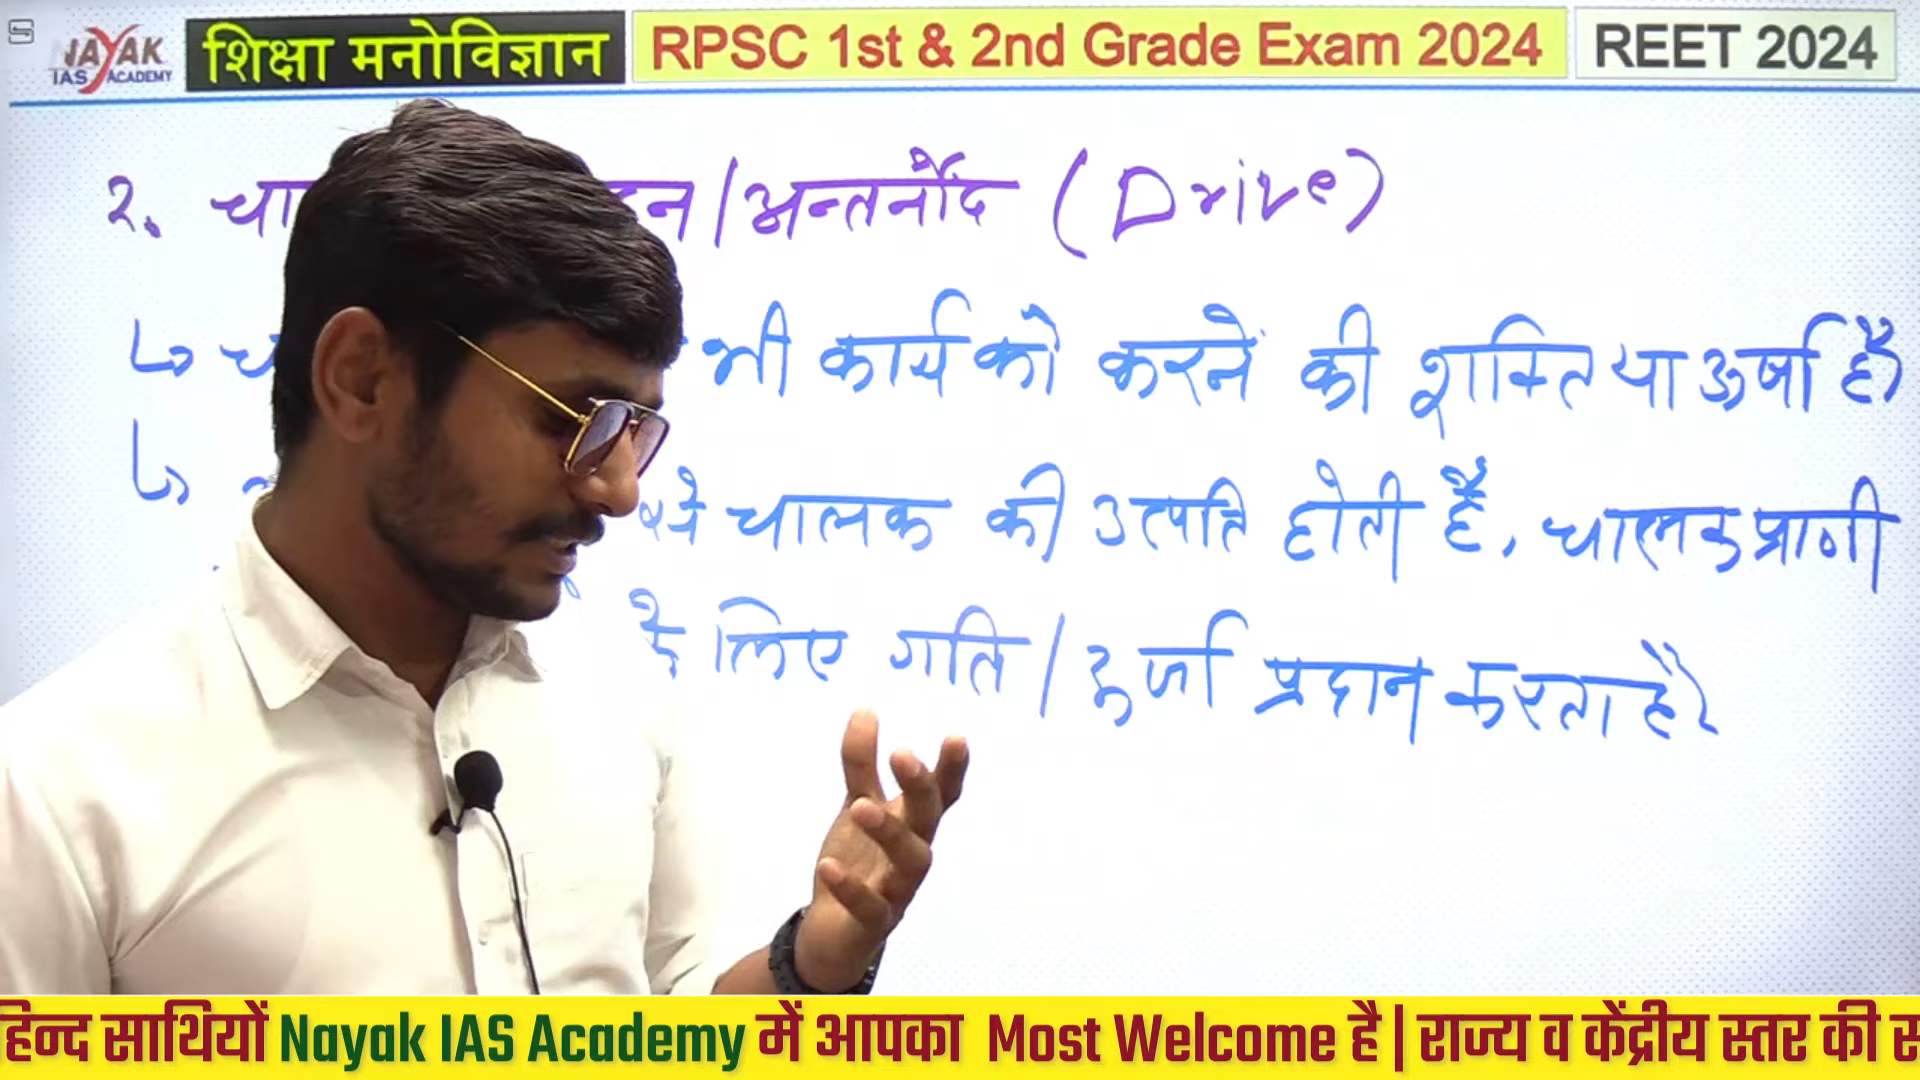 NAYAK
IAS ACADEMY
शिक्षा मनोविज्ञान
RPSC 1st & 2nd Grade Exam 2024
REET 2024
2. /अन्तर्नोद (Drive)
भी कार्य को करने की शक्ति या ऊर्जा है।
चालक की उत्पति होती है, चालक प्राणी
के लिए गति / ऊर्जा प्रदान करता है।
हिन्द साथियों Nayak IAS Academy में आपका Most Welcome है | राज्य व केंद्रीय स्तर की